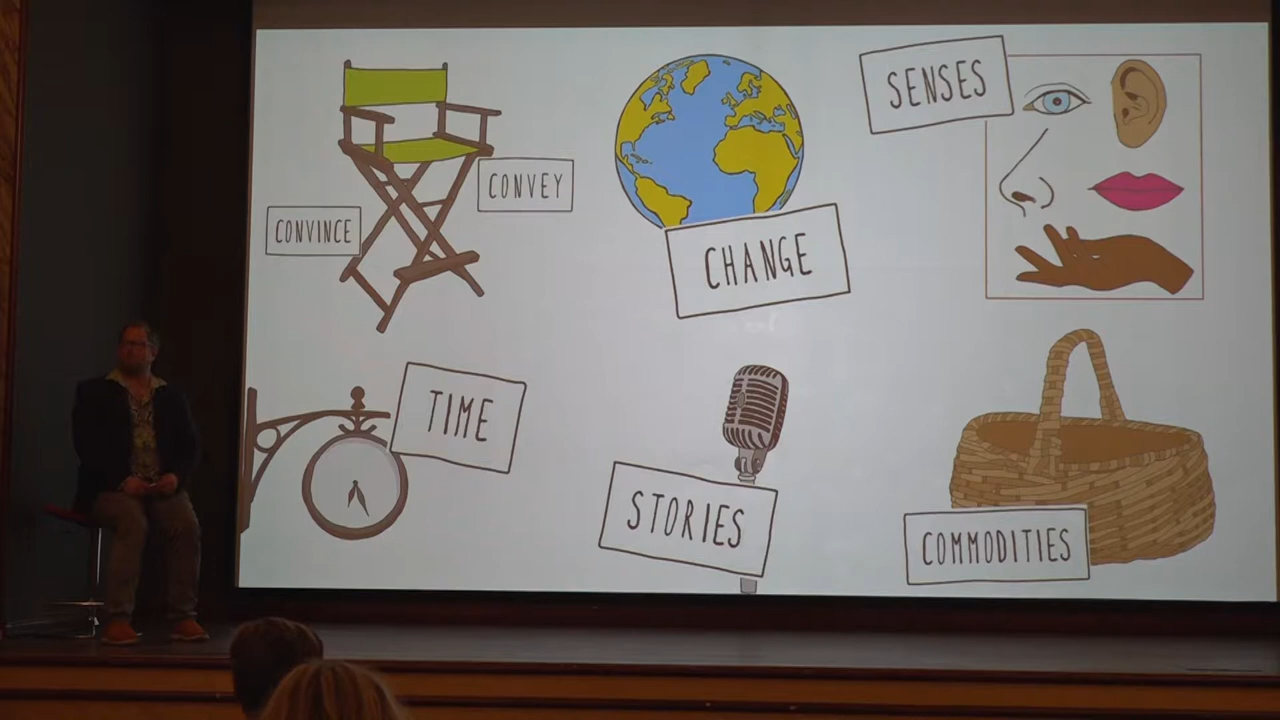 CONVEY
CONVINCE
CHANGE
SENSES
TIME
STORIES
COMMODITIES